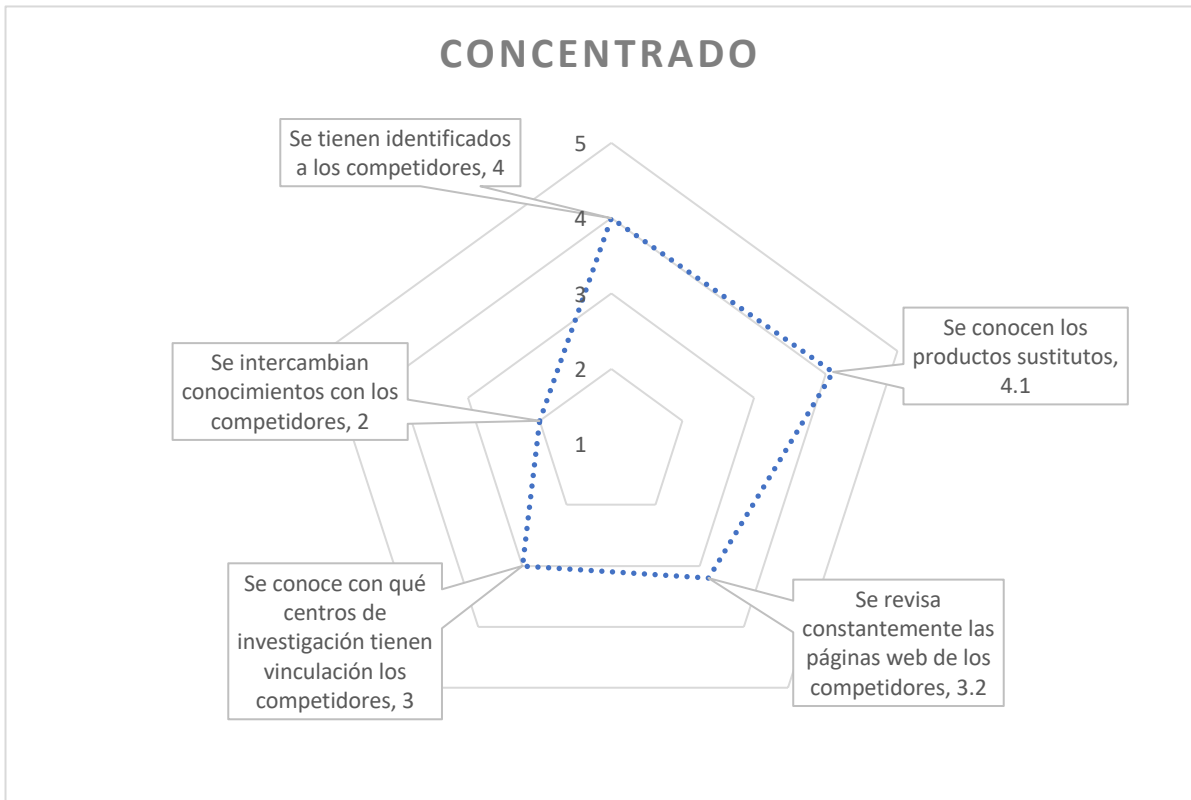 CONCENTRADO
Se tienen identificados
a los competidores, 4
5
4
3
2
1
Se conocen los
productos sustitutos,
4.1
Se intercambian
conocimientos con los
competidores, 2
Se conoce con qué
centros de
investigación tienen
vinculación los
competidores, 3
Se revisa
constantemente las
páginas web de los
competidores, 3.2